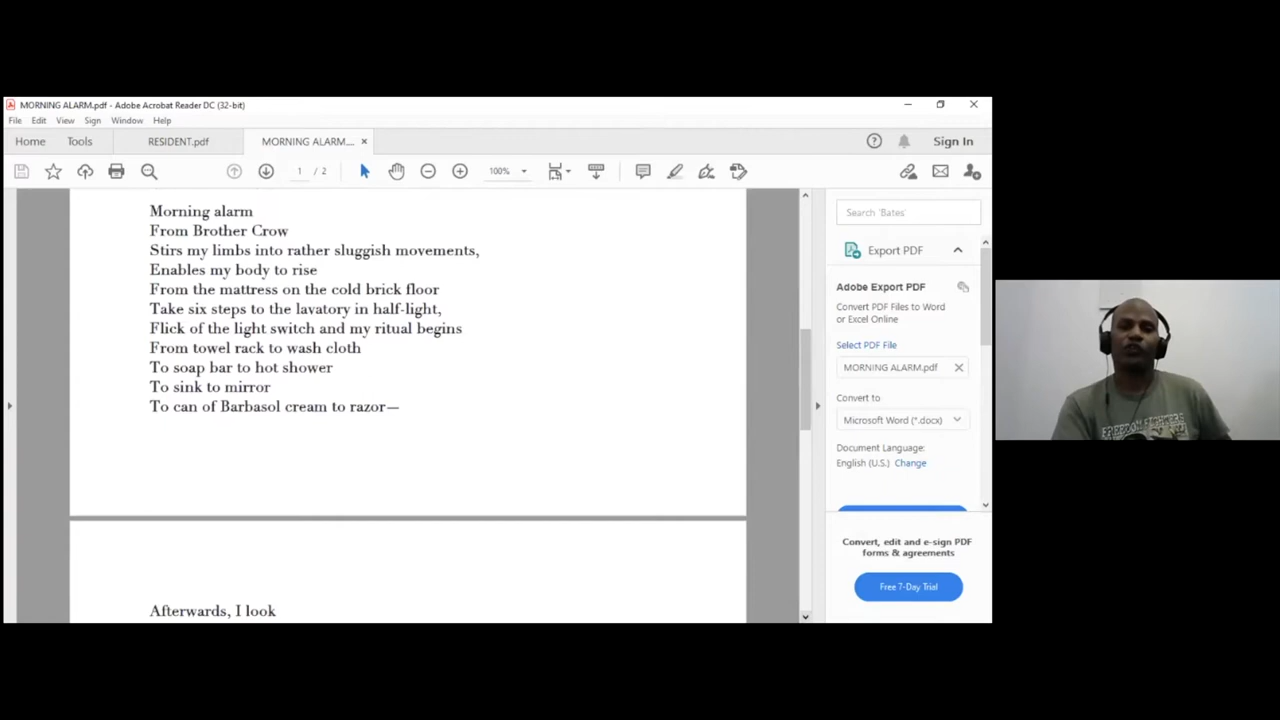 MORNING ALARM.pdf - Adobe Acrobat Reader DC (32-bit)
File Edit View Sign Window Help
Home Tools RESIDENT.pdf MORNING ALARM.... × Sign In
1 / 2 100%
Morning alarm
From Brother Crow
Stirs my limbs into rather sluggish movements,
Enables my body to rise
From the mattress on the cold brick floor
Take six steps to the lavatory in half-light,
Flick of the light switch and my ritual begins
From towel rack to wash cloth
To soap bar to hot shower
To sink to mirror
To can of Barbasol cream to razor—
Afterwards, I look
Search 'Bates'
Export PDF
Adobe Export PDF
Convert PDF Files to Word
or Excel Online
Select PDF File
MORNING ALARM.pdf
Convert to
Microsoft Word (*.docx)
Document Language:
English (U.S.) Change
Convert, edit and e-sign PDF
forms & agreements
Free 7-Day Trial
FREEDOM FIGHTERS